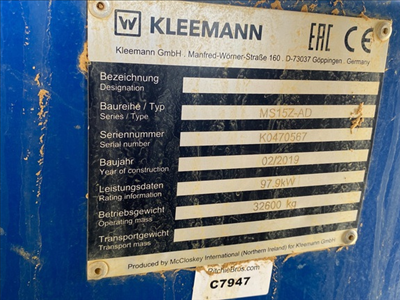 W KLEEMANN
EAC CE
Kleemann GmbH . Manfred-Wörner-Straße 160 . D-73037 Göppingen . Germany
Bezeichnung
Designation
Baureihe / Typ
Series / Type
MS15Z-AD
Seriennummer
Serial number
K0470567
Baujahr
Year of construction
02/2019
Leistungsdaten
Rating information
97.9kW
Betriebsgewicht
Operating mass
32600 kg
Transportgewicht
Transport mass
Produced by McCloskey International (Northern Ireland) for Kleemann GmbH
RitchieBros.com
C7947